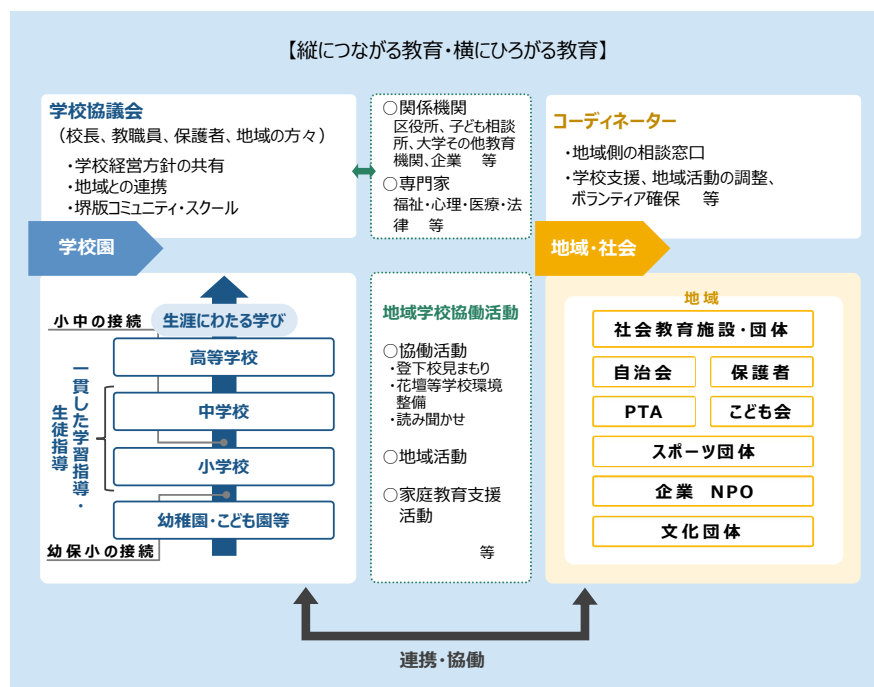 【縦につながる教育・横にひろがる教育】
学校協議会
（校長、教職員、保護者、地域の方々）
・学校経営方針の共有
・地域との連携
・堺版コミュニティ・スクール
○関係機関
区役所、子ども相談
所、大学その他教育
機関、企業　等
○専門家
福祉・心理・医療・法
律　等
コーディネーター
・地域側の相談窓口
・学校支援、地域活動の調整、
ボランティア確保　等
学校園
地域・社会
小中の接続
生涯にわたる学び
高等学校
中学校
小学校
幼稚園・こども園等
一貫した学習指導・
生徒指導
幼保小の接続
地域学校協働活動
○協働活動
・登下校見まもり
・花壇等学校環境
整備
・読み聞かせ
○地域活動
○家庭教育支援
活動
等
地域
社会教育施設・団体
自治会
保護者
PTA
こども会
スポーツ団体
企業　NPO
文化団体
連携・協働